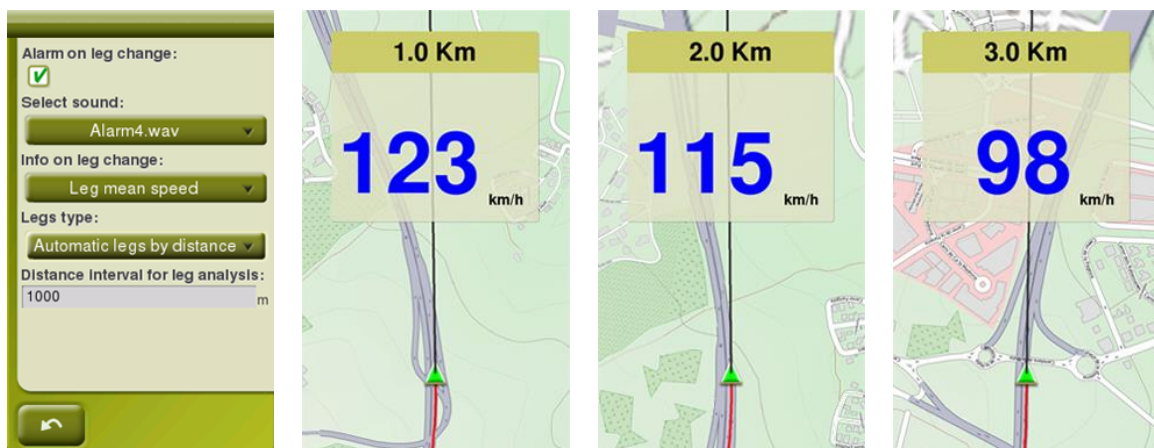 Alarm on leg change:
Select sound:
Alarm4.wav
Info on leg change:
Leg mean speed
Legs type:
Automatic legs by distance
Distance interval for leg analysis:
1000
m
1.0 Km
123
km/h
2.0 Km
115
km/h
3.0 Km
98
km/h